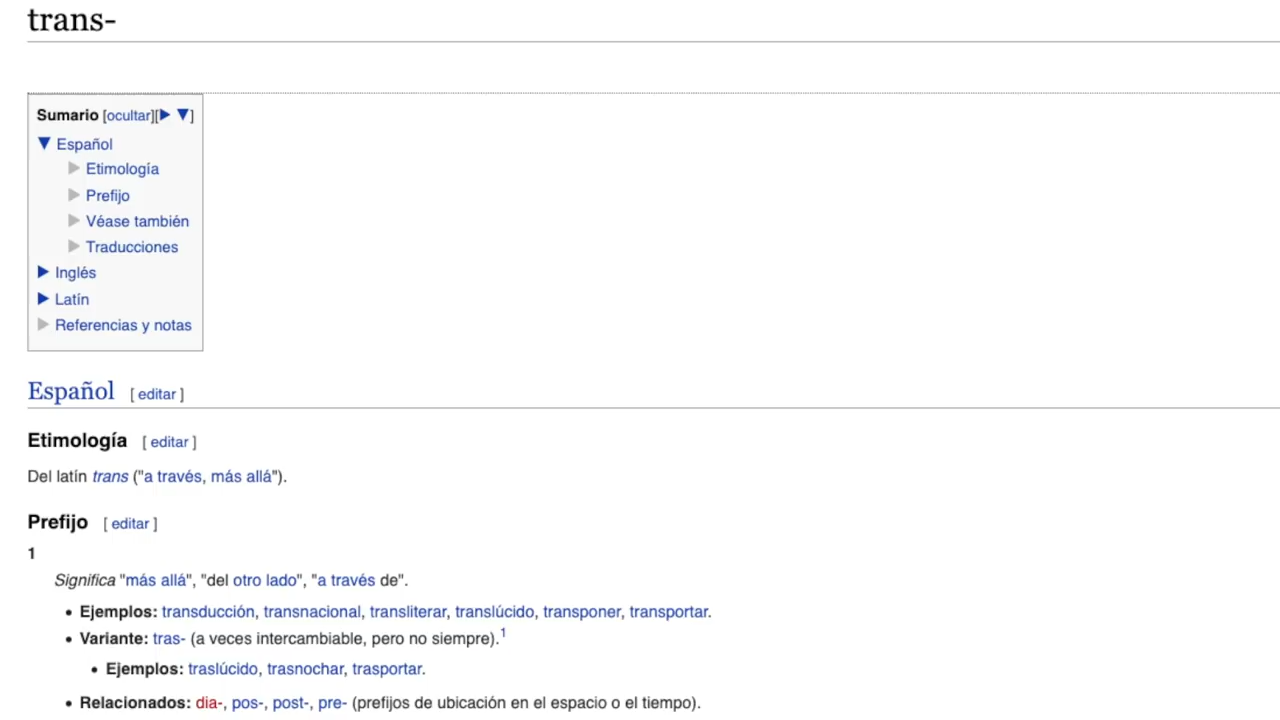 trans-
Sumario [ocultar][▶ ▼]
▼ Español
▶ Etimología
▶ Prefijo
▶ Véase también
▶ Traducciones
▶ Inglés
▶ Latín
▶ Referencias y notas
Español [ editar ]
Etimología [ editar ]
Del latín trans ("a través, más allá").
Prefijo [ editar ]
1
Significa "más allá", "del otro lado", "a través de".
• Ejemplos: transducción, transnacional, transliterar, translúcido, transponer, transportar.
• Variante: tras- (a veces intercambiable, pero no siempre).1
• Ejemplos: traslúcido, trasnochar, trasportar.
• Relacionados: dia-, pos-, post-, pre- (prefijos de ubicación en el espacio o el tiempo).